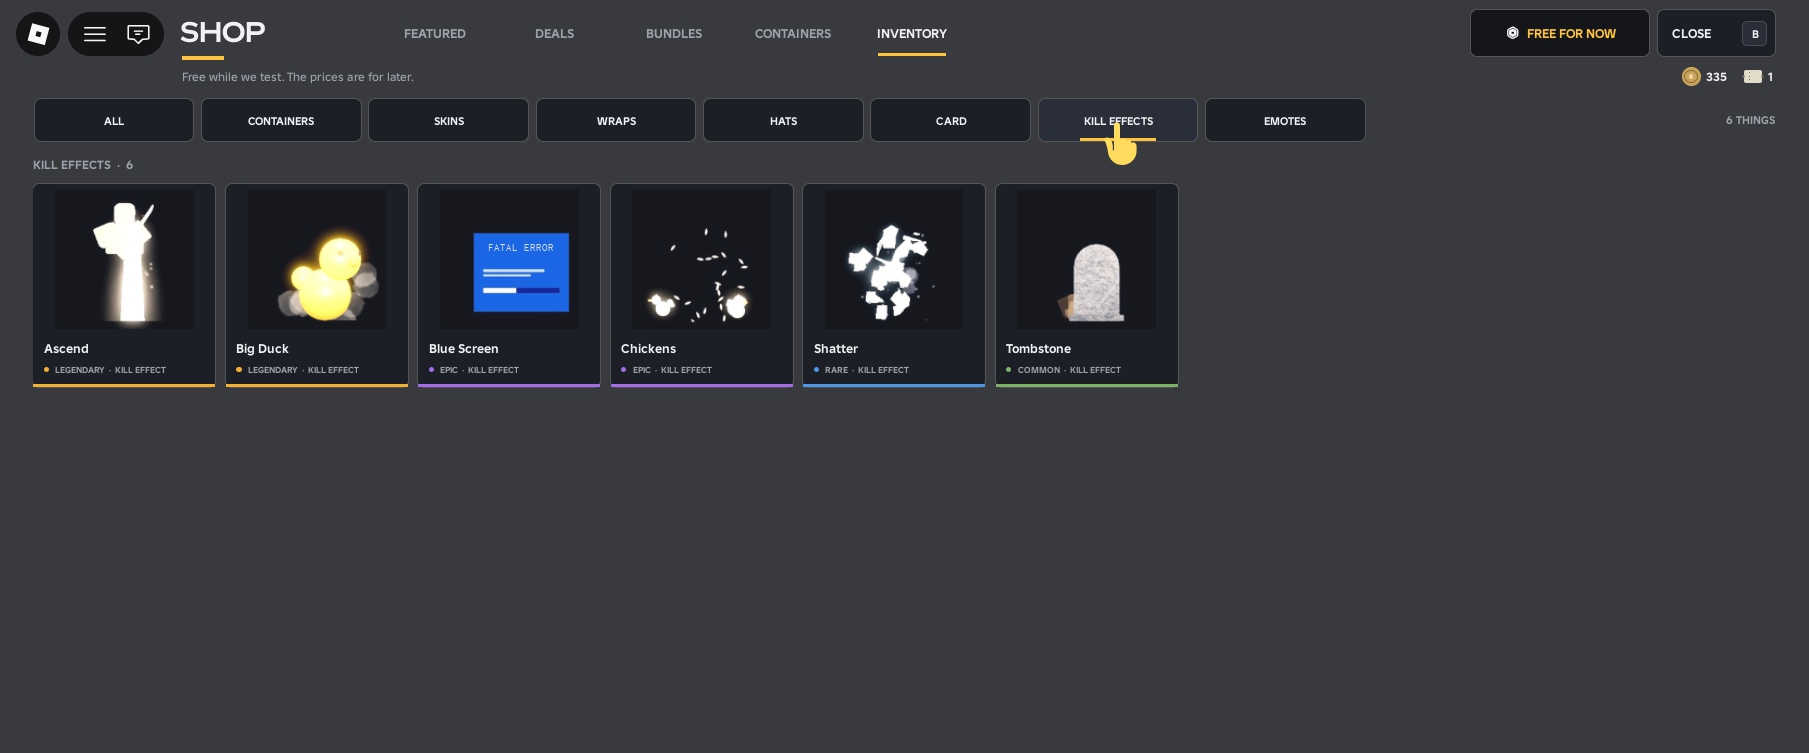 SHOP
FEATURED
DEALS
BUNDLES
CONTAINERS
INVENTORY
FREE FOR NOW
CLOSE
B
Free while we test. The prices are for later.
335
1
ALL
CONTAINERS
SKINS
WRAPS
HATS
CARD
KILL EFFECTS
EMOTES
6 THINGS
KILL EFFECTS · 6
FATAL ERROR
Ascend
LEGENDARY · KILL EFFECT
Big Duck
LEGENDARY · KILL EFFECT
Blue Screen
EPIC · KILL EFFECT
Chickens
EPIC · KILL EFFECT
Shatter
RARE · KILL EFFECT
Tombstone
COMMON · KILL EFFECT